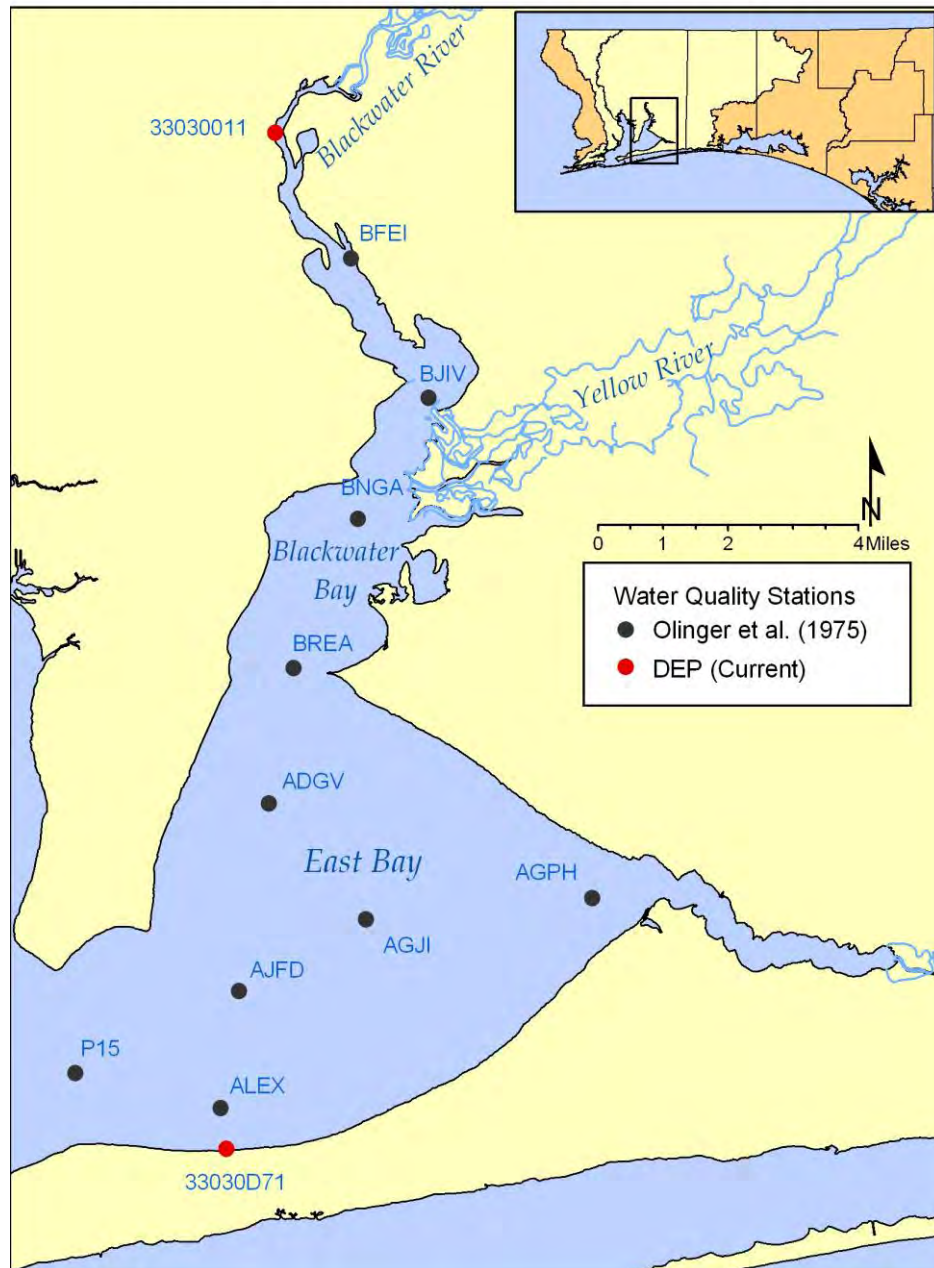 Blackwater River
33030011
BFEI
Yellow River
BJIV
BNGA
N
0 1 2 4 Miles
Blackwater
Bay
Water Quality Stations
Olinger et al. (1975)
DEP (Current)
BREA
ADGV
East Bay
AGPH
AGJI
AJFD
P15
ALEX
33030D71